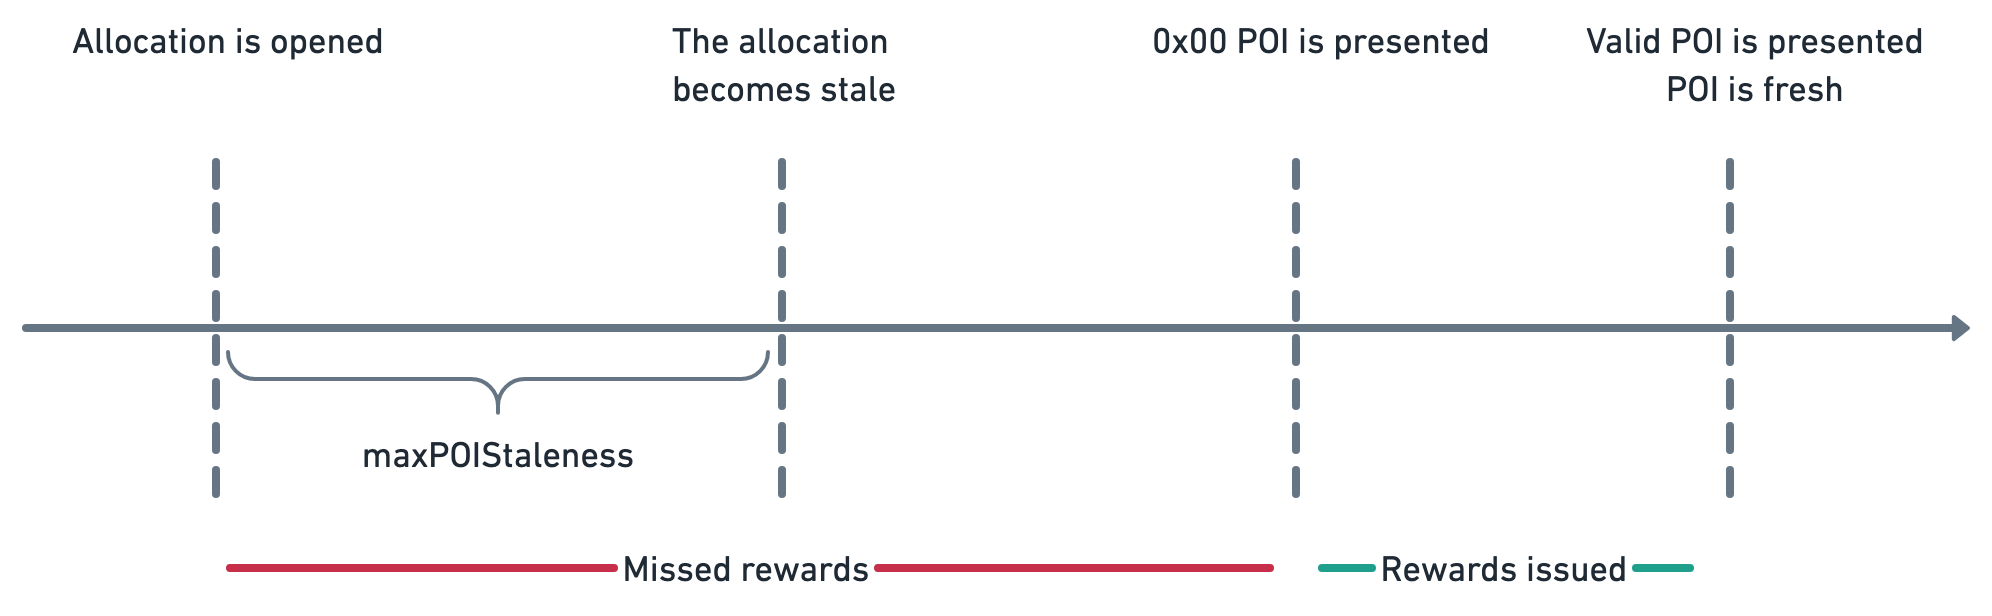 Allocation is opened
The allocation
becomes stale
0x00 POI is presented
Valid POI is presented
POI is fresh
maxPOIStaleness
Missed rewards
Rewards issued